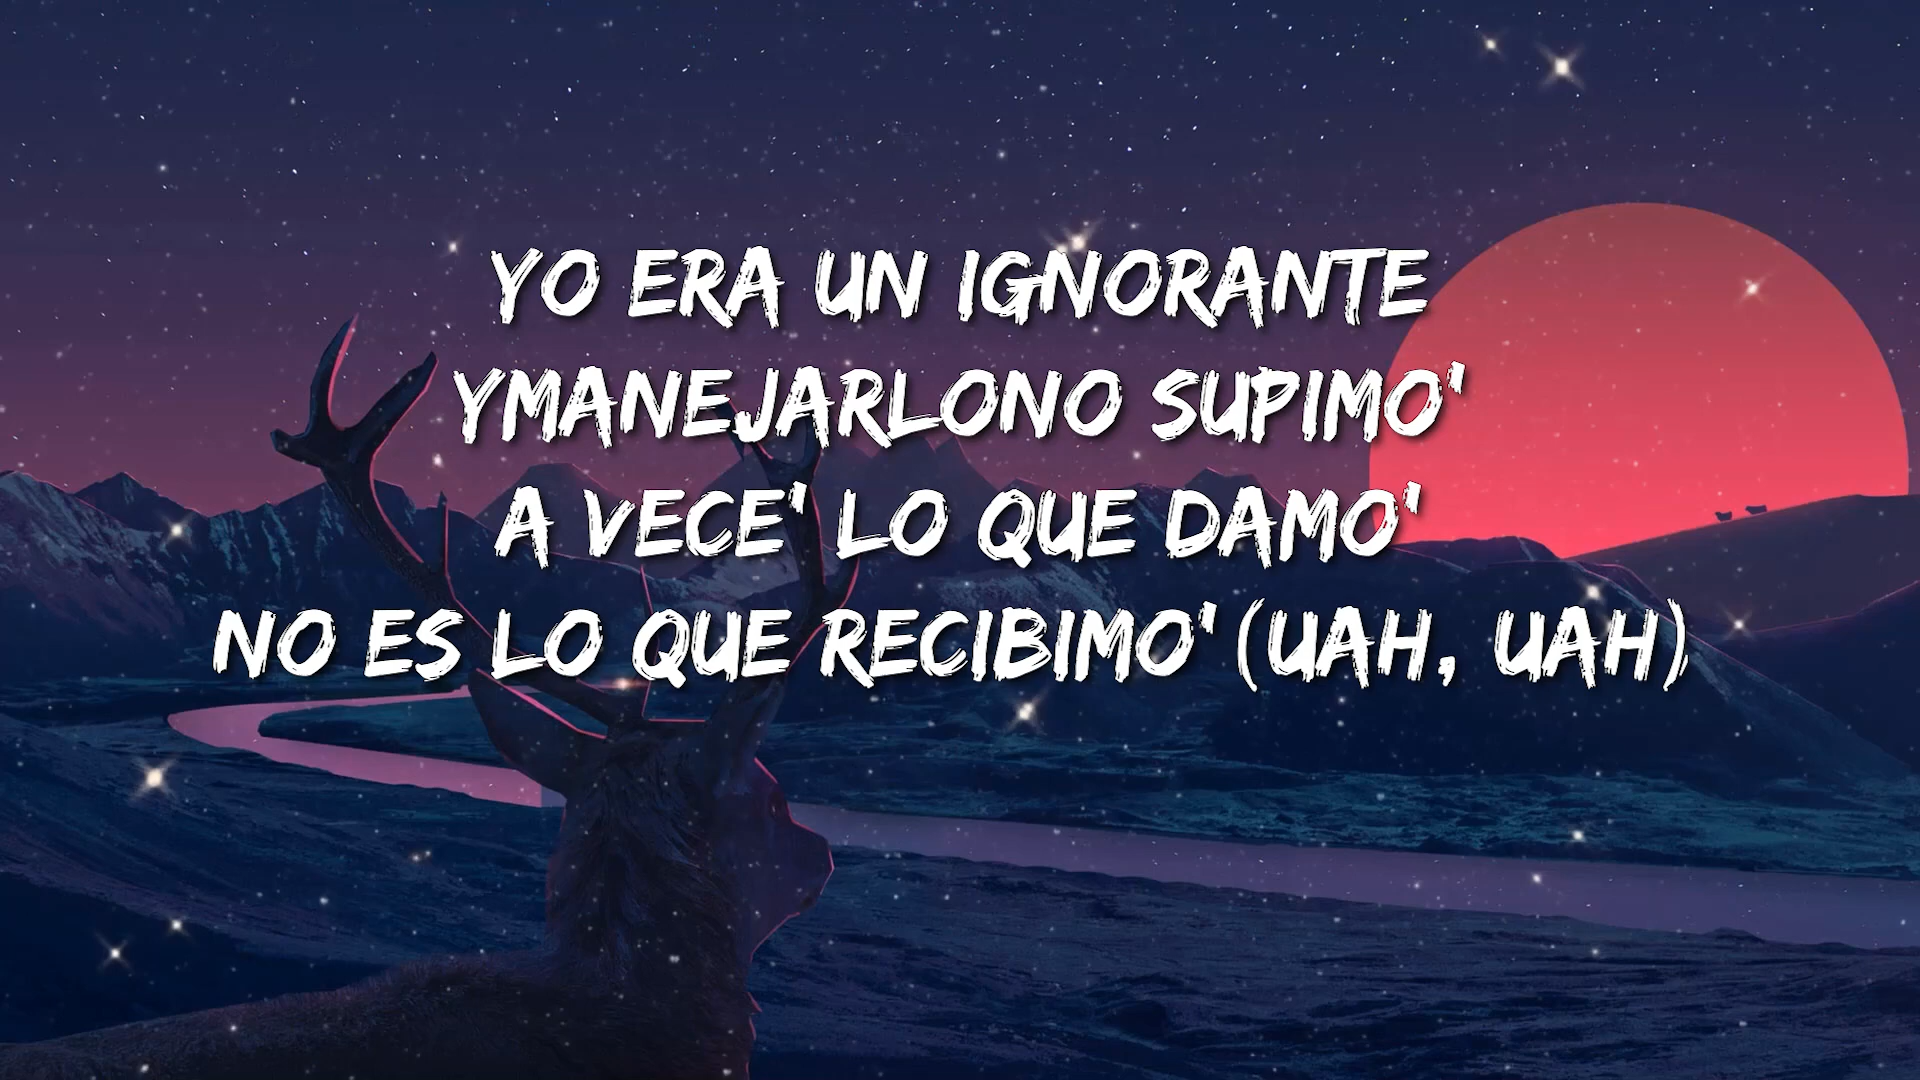 YO ERA UN IGNORANTE
YMANEJARLONO SUPIMO'
A VECE' LO QUE DAMO'
NO ES LO QUE RECIBIMO' (UAH, UAH)